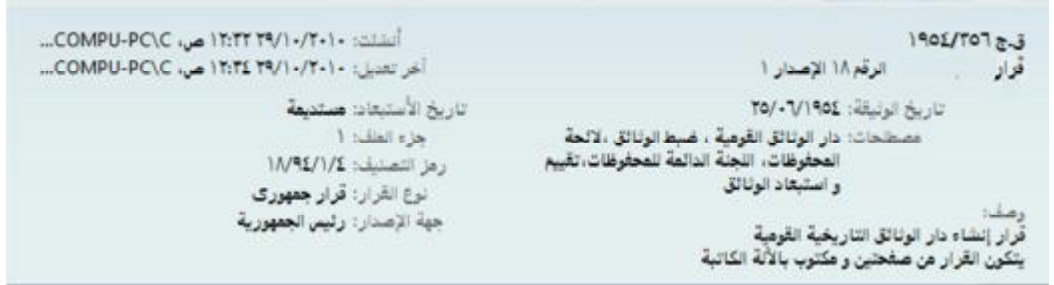 ق.ج ١٩٥٤/٣٥٦
قرار الرقم ١٨ الإصدار ١
تاريخ الوثيقة: ٢٥/٠٦/١٩٥٤
مصطلحات: دار الوثائق القومية ، ضبط الوثائق ،لائحة
المحفوظات، اللجنة الدائمة للمحفوظات،تقييم
و استبعاد الوثائق
وصف:
قرار إنشاء دار الوثائق التاريخية القومية
يتكون القرار من صفحتين و مكتوب بالألة الكاتبة
أنشئت: ٢٩/١٠/٢٠١٠ ١٢:٣٢ ص، COMPU-PC\C...
آخر تعديل: ٢٩/١٠/٢٠١٠ ١٢:٣٤ ص، COMPU-PC\C...
تاريخ الأستبعاد: مستديمة
جزء الملف: ١
رمز التصنيف: ١٨/٩٤/١/٤
نوع القرار: قرار جمهورى
جهة الإصدار: رئيس الجمهورية